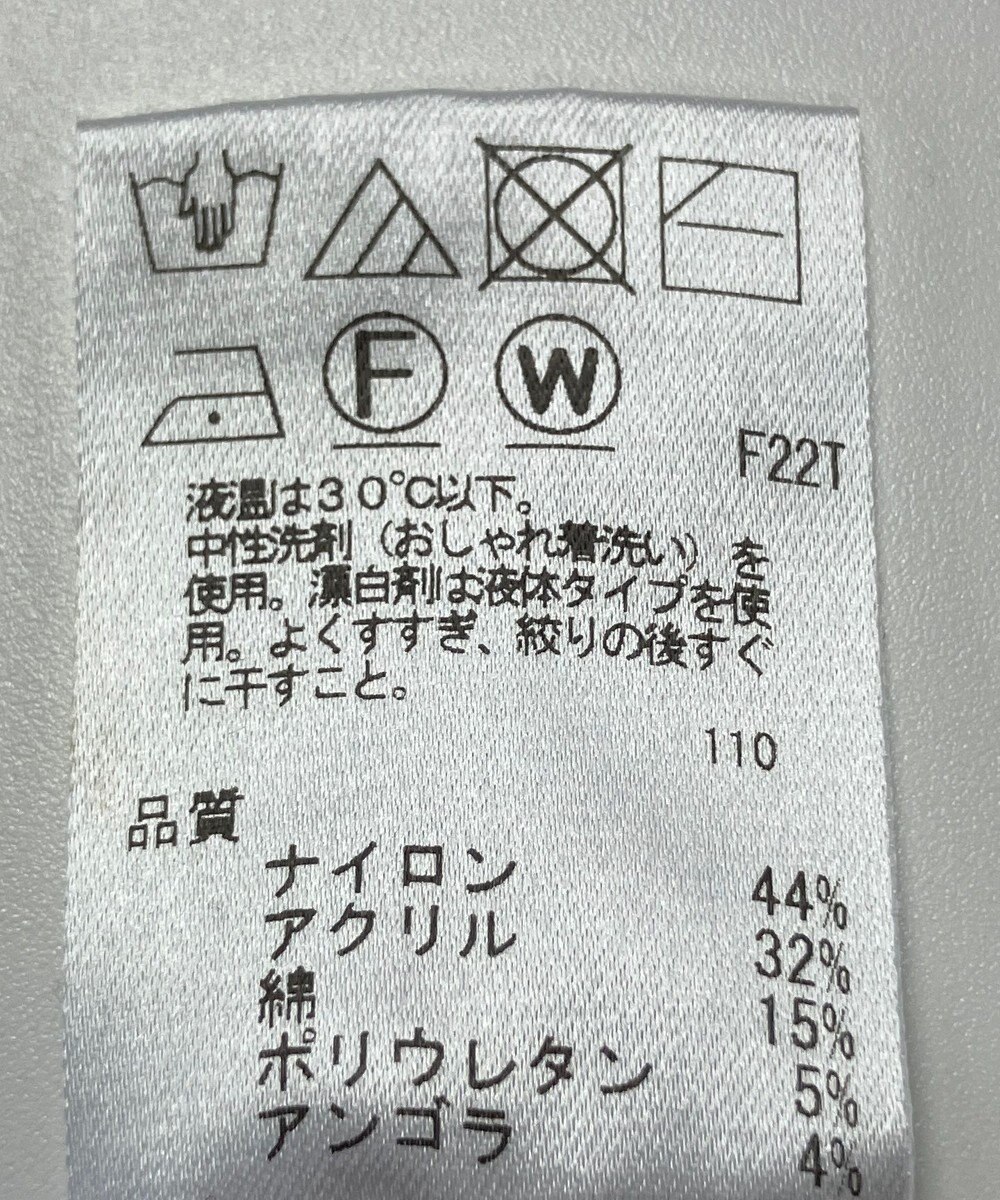 F
W
F22T
液温は30℃以下。
中性洗剤(おしゃれ着洗い)を
使用。漂白剤は液体タイプを使
用。よくすすぎ、絞りの後すぐ
に干すこと。
110
品質
ナイロン 44%
アクリル 32%
綿 15%
ポリウレタン 5%
アンゴラ 4%